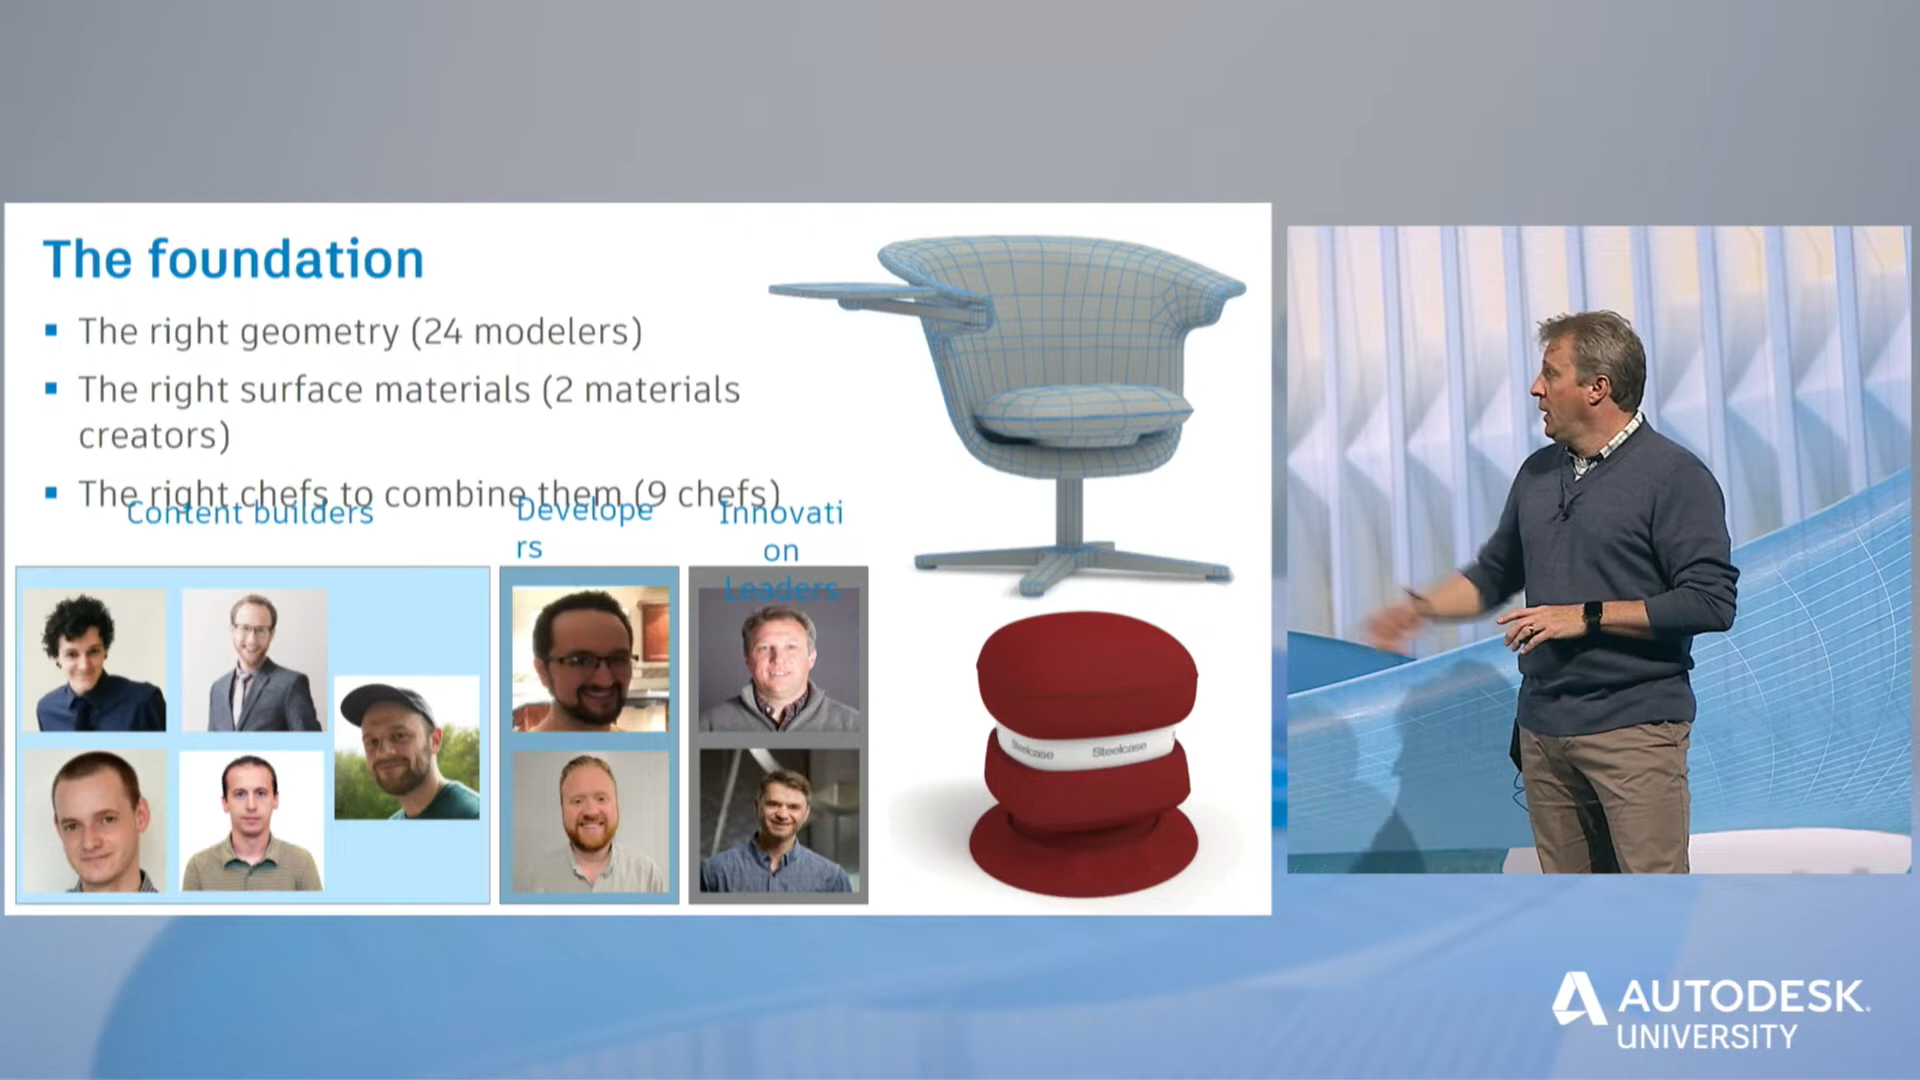 The foundation
The right geometry (24 modelers)
The right surface materials (2 materials
creators)
The right chefs to combine them (9 chefs)
Content builders
Develope
rs
Innovati
on
Leaders
Steelcase
Steelcase
AUTODESK
UNIVERSITY